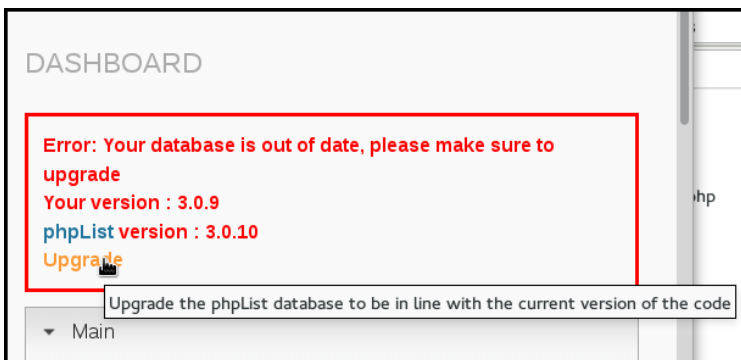 DASHBOARD
Error: Your database is out of date, please make sure to
upgrade
Your version : 3.0.9
phpList version : 3.0.10
Upgrade
Upgrade the phpList database to be in line with the current version of the code
Main